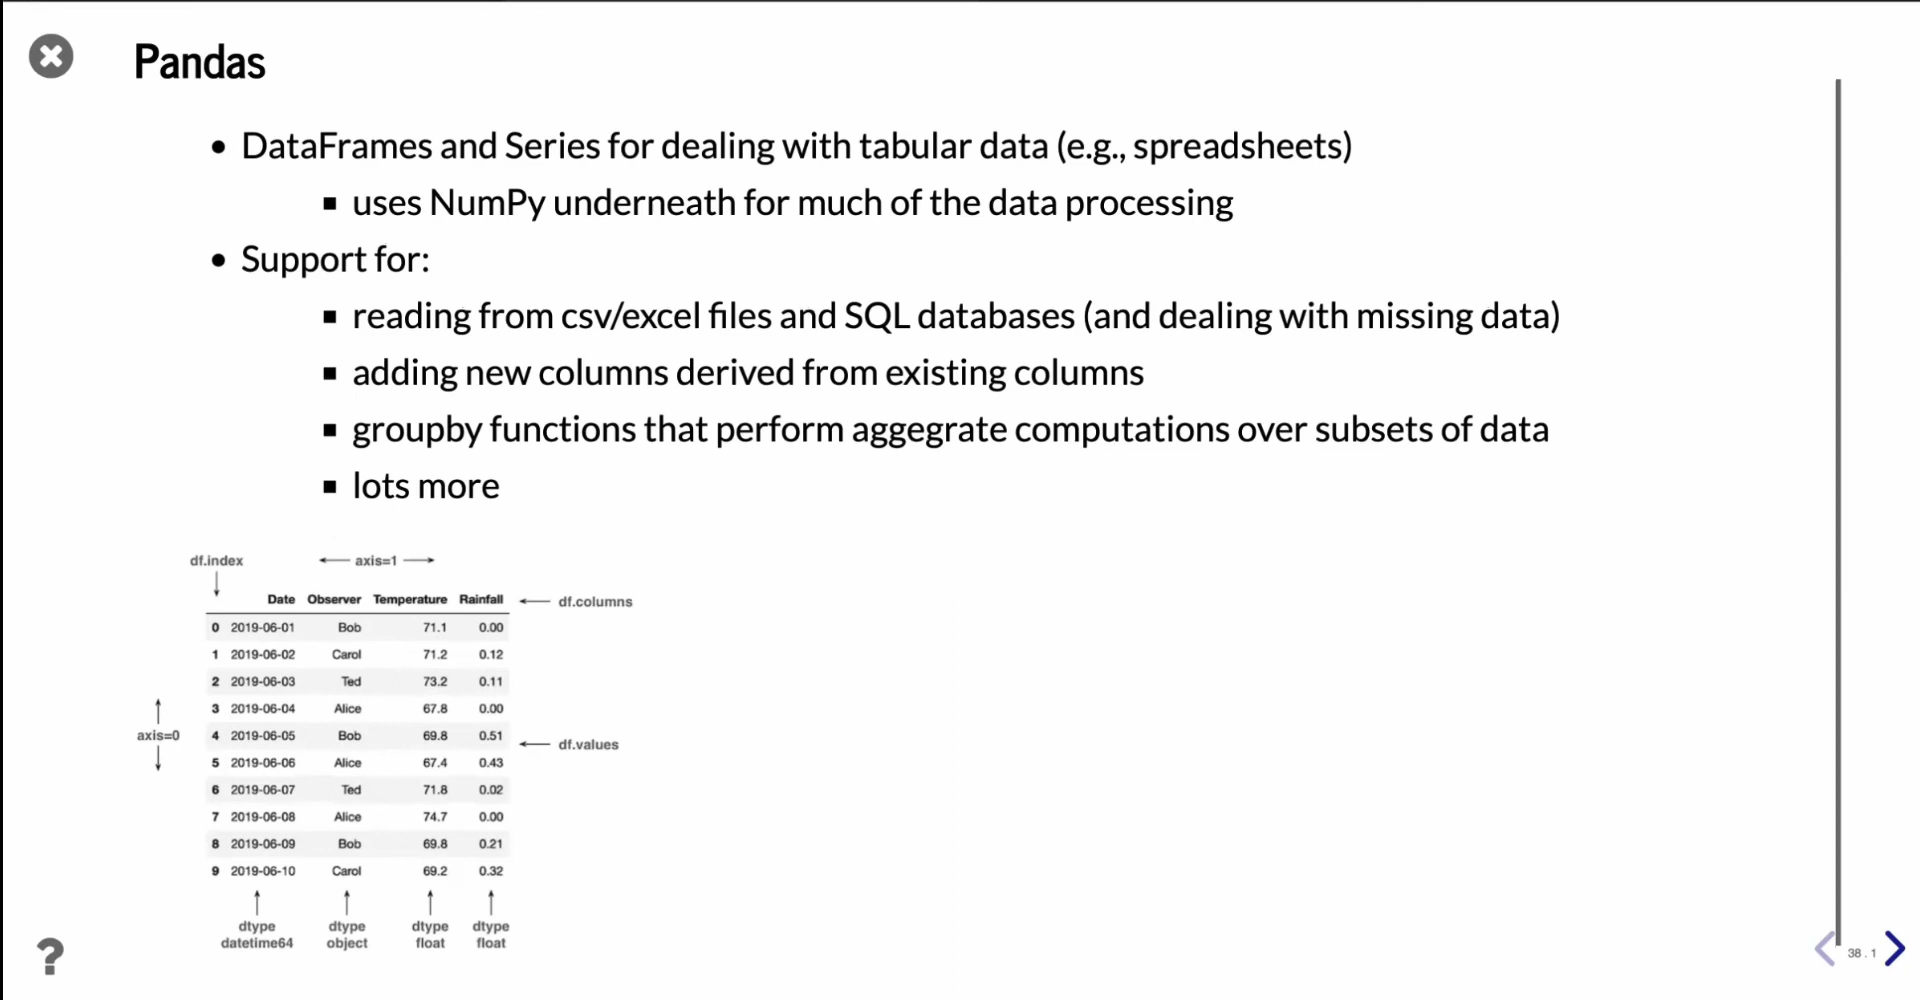 Pandas
• DataFrames and Series for dealing with tabular data (e.g., spreadsheets)
▪ uses NumPy underneath for much of the data processing
• Support for:
▪ reading from csv/excel files and SQL databases (and dealing with missing data)
▪ adding new columns derived from existing columns
▪ groupby functions that perform aggegrate computations over subsets of data
▪ lots more
df.index ← axis=1 →
Date Observer Temperature Rainfall ← df.columns
0 2019-06-01 Bob 71.1 0.00
1 2019-06-02 Carol 71.2 0.12
2 2019-06-03 Ted 73.2 0.11
3 2019-06-04 Alice 67.8 0.00
axis=0 4 2019-06-05 Bob 69.8 0.51 ← df.values
5 2019-06-06 Alice 67.4 0.43
6 2019-06-07 Ted 71.8 0.02
7 2019-06-08 Alice 74.7 0.00
8 2019-06-09 Bob 69.8 0.21
9 2019-06-10 Carol 69.2 0.32
dtype dtype dtype dtype
datetime64 object float float
?
38 . 1